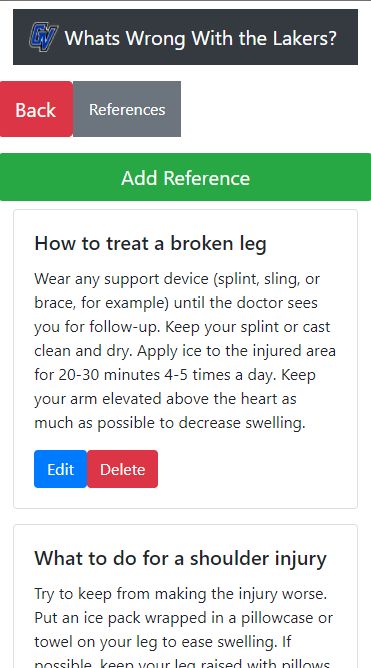 GV Whats Wrong With the Lakers?
Back References
Add Reference
How to treat a broken leg
Wear any support device (splint, sling, or
brace, for example) until the doctor sees
you for follow-up. Keep your splint or cast
clean and dry. Apply ice to the injured area
for 20-30 minutes 4-5 times a day. Keep
your arm elevated above the heart as
much as possible to decrease swelling.
Edit Delete
What to do for a shoulder injury
Try to keep from making the injury worse.
Put an ice pack wrapped in a pillowcase or
towel on your leg to ease swelling. If
possible, keep your leg raised with pillows